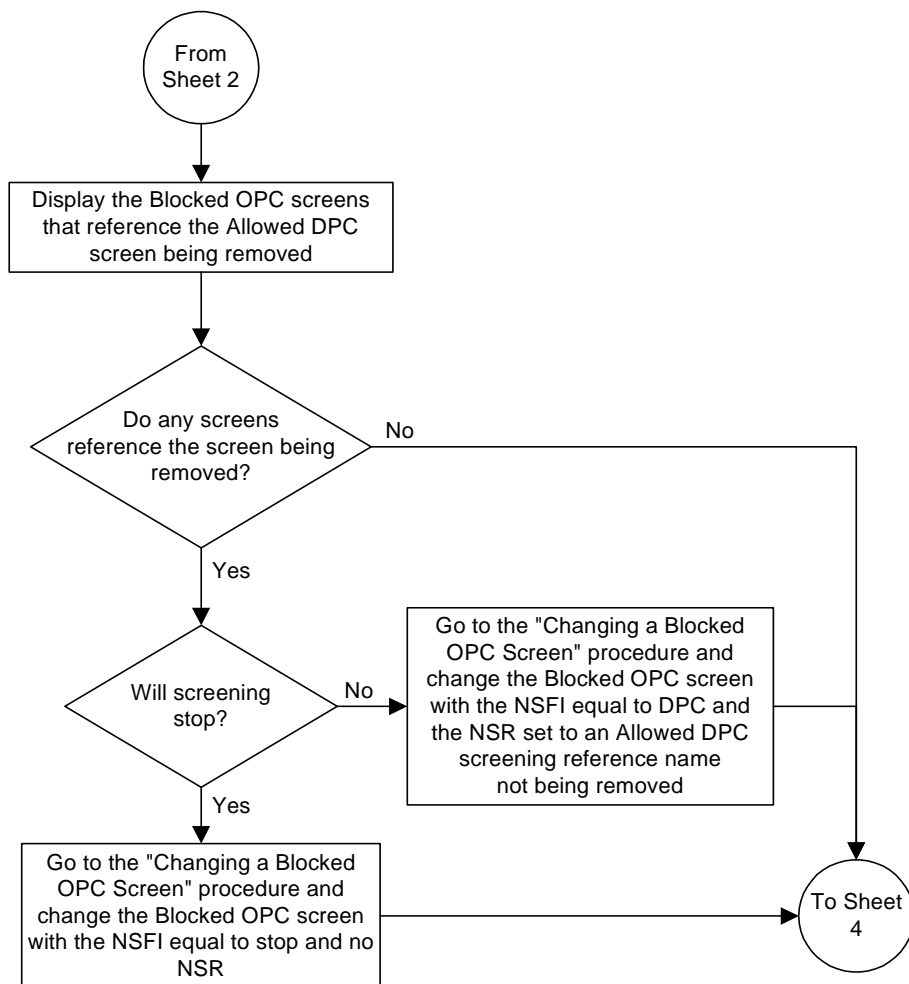 From
Sheet 2
Display the Blocked OPC screens
that reference the Allowed DPC
screen being removed
Do any screens
reference the screen being
removed?
No
Yes
Will screening
stop?
No
Go to the "Changing a Blocked
OPC Screen" procedure and
change the Blocked OPC screen
with the NSFI equal to DPC and
the NSR set to an Allowed DPC
screening reference name
not being removed
Yes
Go to the "Changing a Blocked
OPC Screen" procedure and
change the Blocked OPC screen
with the NSFI equal to stop and no
NSR
To Sheet
4